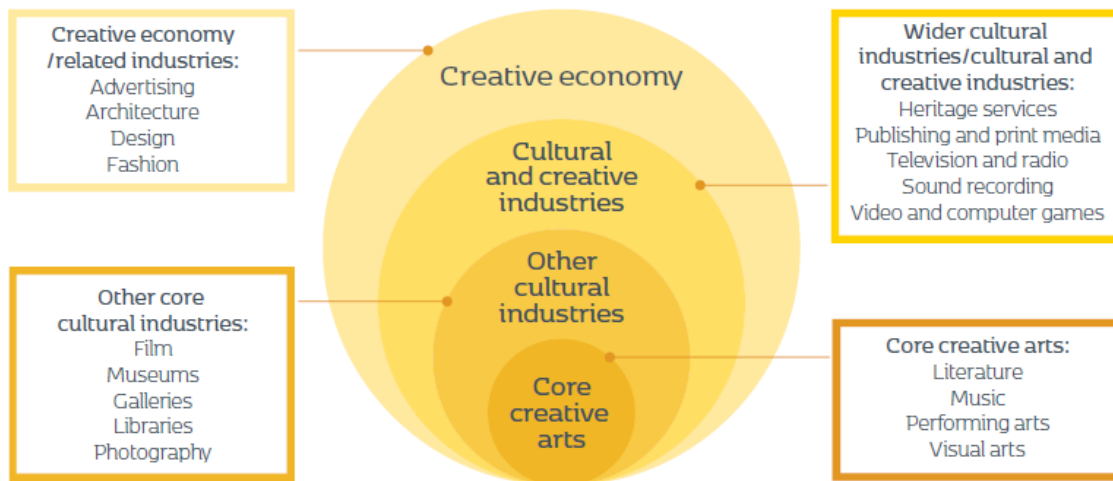 Creative economy
/related industries:
Advertising
Architecture
Design
Fashion
Creative economy
Wider cultural
industries/cultural and
creative industries:
Heritage services
Publishing and print media
Television and radio
Sound recording
Video and computer games
Cultural
and creative
industries
Other core
cultural industries:
Film
Museums
Galleries
Libraries
Photography
Other
cultural
industries
Core
creative
arts
Core creative arts:
Literature
Music
Performing arts
Visual arts